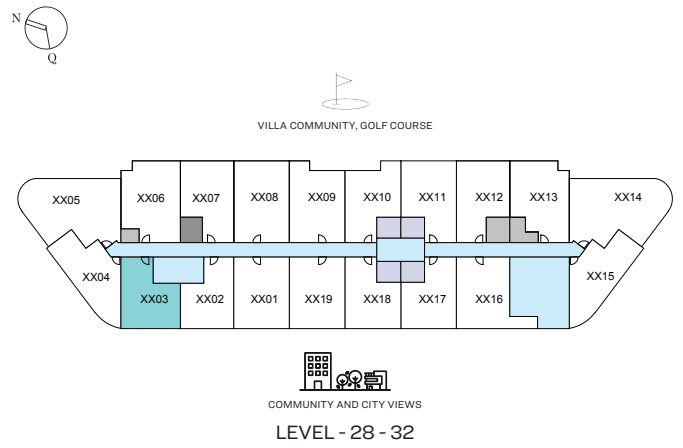 N
Q
VILLA COMMUNITY, GOLF COURSE
XX05 XX06 XX07 XX08 XX09 XX10 XX11 XX12 XX13 XX14
XX04 XX03 XX02 XX01 XX19 XX18 XX17 XX16 XX15
COMMUNITY AND CITY VIEWS
LEVEL - 28 - 32